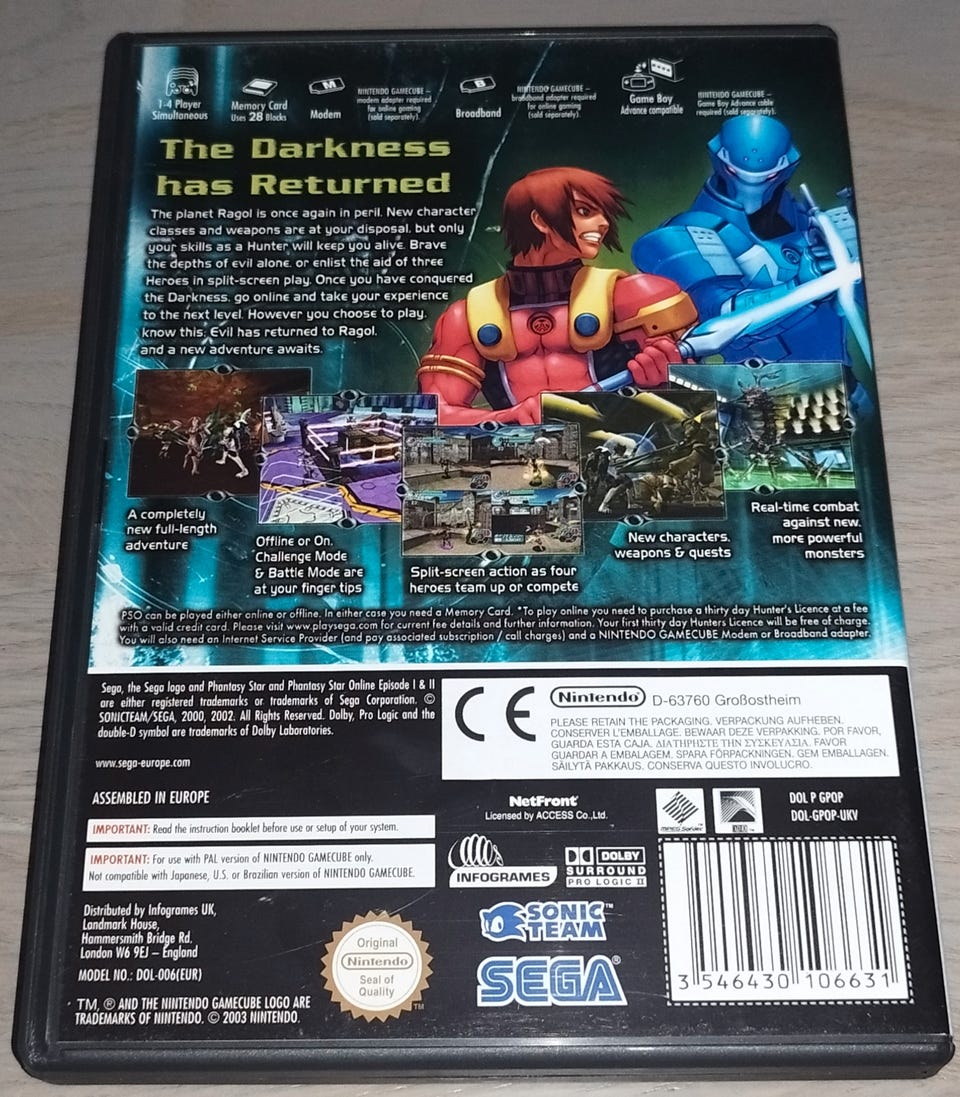 1-4 Player
Simultaneous
Memory Card
Uses 28 Blocks
M
Modem
NINTENDO GAMECUBE –
modem adapter required
for online gaming
(sold separately).
B
Broadband
NINTENDO GAMECUBE –
broadband adapter required
for online gaming
(sold separately).
Game Boy
Advance compatible
NINTENDO GAMECUBE –
Game Boy Advance cable
required (sold separately).
The Darkness
has Returned
The planet Ragol is once again in peril. New character
classes and weapons are at your disposal, but only
your skills as a Hunter will keep you alive. Brave
the depths of evil alone, or enlist the aid of three
Heroes in split-screen play. Once you have conquered
the Darkness, go online and take your experience
to the next level. However you choose to play,
know this; Evil has returned to Ragol,
and a new adventure awaits.
A completely
new full-length
adventure
Offline or On,
Challenge Mode
& Battle Mode are
at your finger tips
Split-screen action as four
heroes team up or compete
New characters,
weapons & quests
Real-time combat
against new,
more powerful
monsters
PSO can be played either online or offline. In either case you need a Memory Card. *To play online you need to purchase a thirty day Hunter's Licence at a fee
with a valid credit card. Please visit www.playsega.com for current fee details and further information. Your first thirty day Hunters Licence will be free of charge.
You will also need an Internet Service Provider (and pay associated subscription / call charges) and a NINTENDO GAMECUBE Modem or Broadband adapter.
Sega, the Sega logo and Phantasy Star and Phantasy Star Online Episode I & II
are either registered trademarks or trademarks of Sega Corporation. ©
SONICTEAM/SEGA, 2000, 2002. All Rights Reserved. Dolby, Pro Logic and the
double-D symbol are trademarks of Dolby Laboratories.
www.sega-europe.com
CE
Nintendo®
D-63760 Großostheim
PLEASE RETAIN THE PACKAGING. VERPACKUNG AUFHEBEN.
CONSERVER L'EMBALLAGE. BEWAAR DEZE VERPAKKING. POR FAVOR,
GUARDA ESTA CAJA. ΔΙΑΤΗΡΗΣΤΕ ΤΗΝ ΣΥΣΚΕΥΑΣΙΑ. FAVOR
GUARDAR A EMBALAGEM. SPARA FÖRPACKNINGEN. GEM EMBALLAGEN.
SÄILYTÄ PAKKAUS. CONSERVA QUESTO INVOLUCRO.
ASSEMBLED IN EUROPE
IMPORTANT: Read the instruction booklet before use or setup of your system.
IMPORTANT: For use with PAL version of NINTENDO GAMECUBE only.
Not compatible with Japanese, U.S. or Brazilian version of NINTENDO GAMECUBE.
NetFront®
Licensed by ACCESS Co.,Ltd.
MPEG Sofdec™
DOL P GPOP
DOL-GPOP-UKV
INFOGRAMES
DOLBY
SURROUND
PRO LOGIC II
SONIC
TEAM™
SEGA®
Distributed by Infogrames UK,
Landmark House,
Hammersmith Bridge Rd.
London W6 9EJ – England
MODEL NO.: DOL-006(EUR)
TM, ® AND THE NINTENDO GAMECUBE LOGO ARE
TRADEMARKS OF NINTENDO. © 2003 NINTENDO.
Original
Nintendo®
Seal of
Quality
TM
3 546430 106631